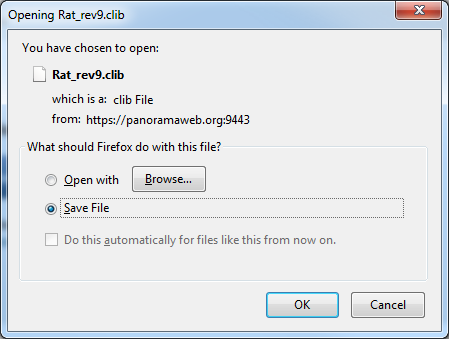 Opening Rat_rev9.clib
You have chosen to open:
Rat_rev9.clib
which is a: clib File
from: https://panoramaweb.org:9443
What should Firefox do with this file?
Open with
Browse...
Save File
Do this automatically for files like this from now on.
OK
Cancel